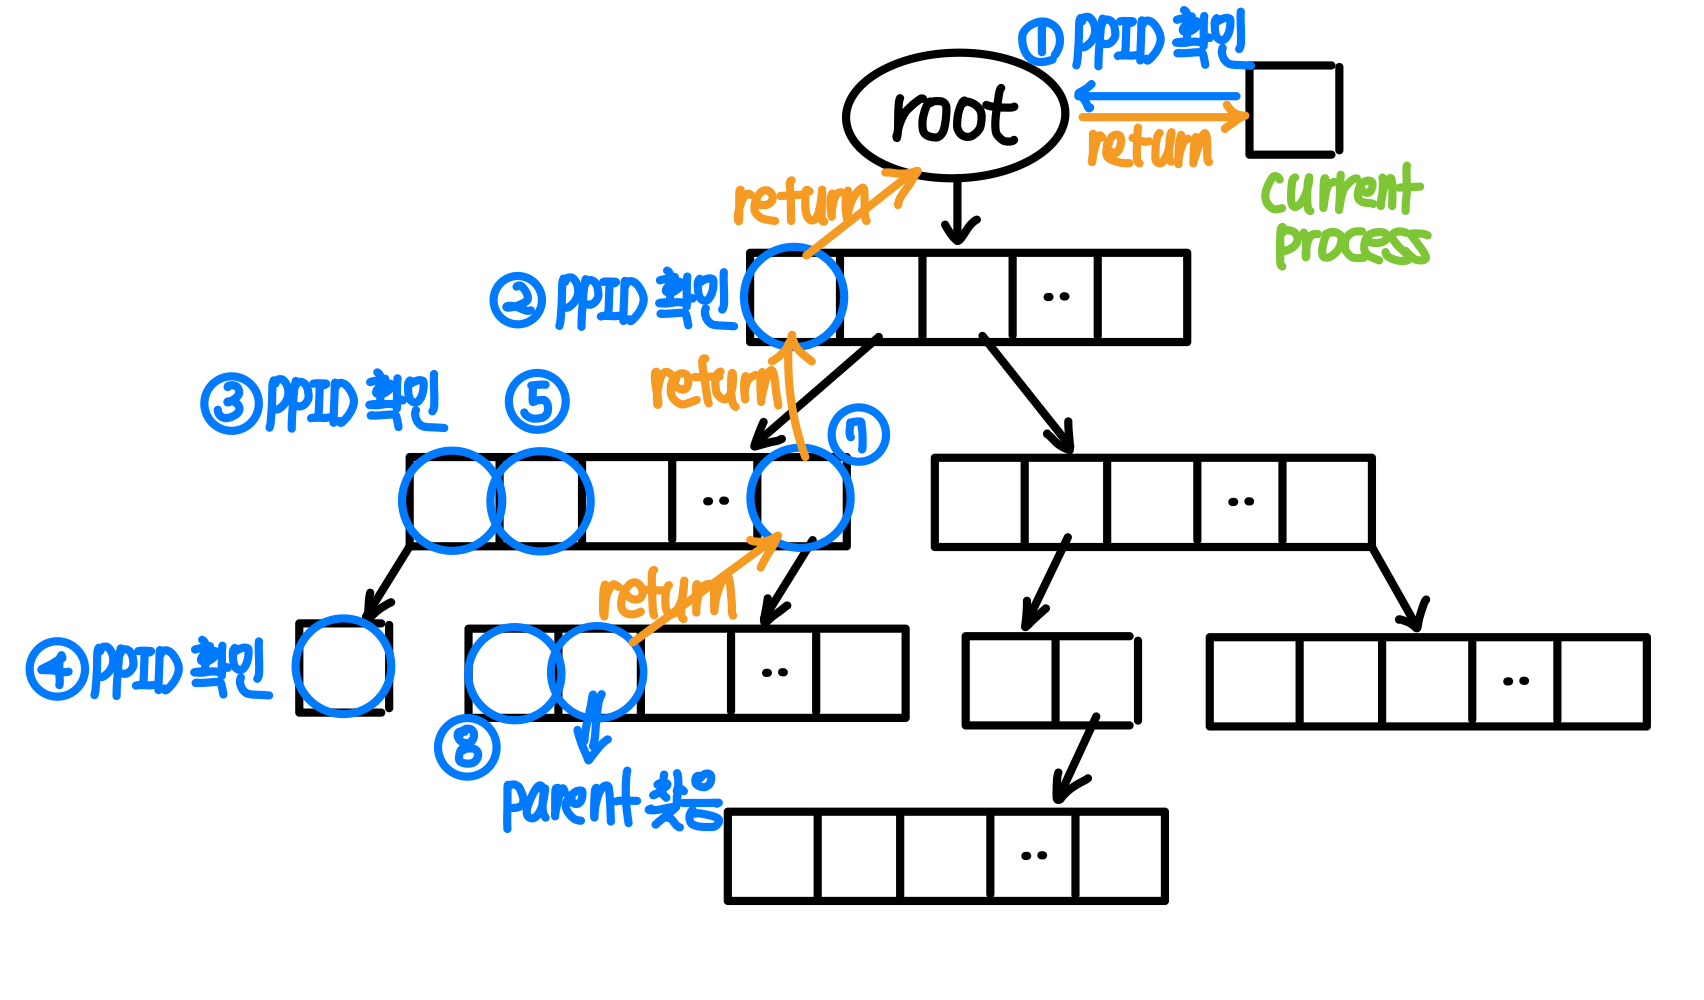 ① PPID 확인
root
return
current
process
return
② PPID 확인
..
return
③ PPID 확인
⑤
⑦
..
..
return
④ PPID 확인
..
..
⑧
parent 찾음
..